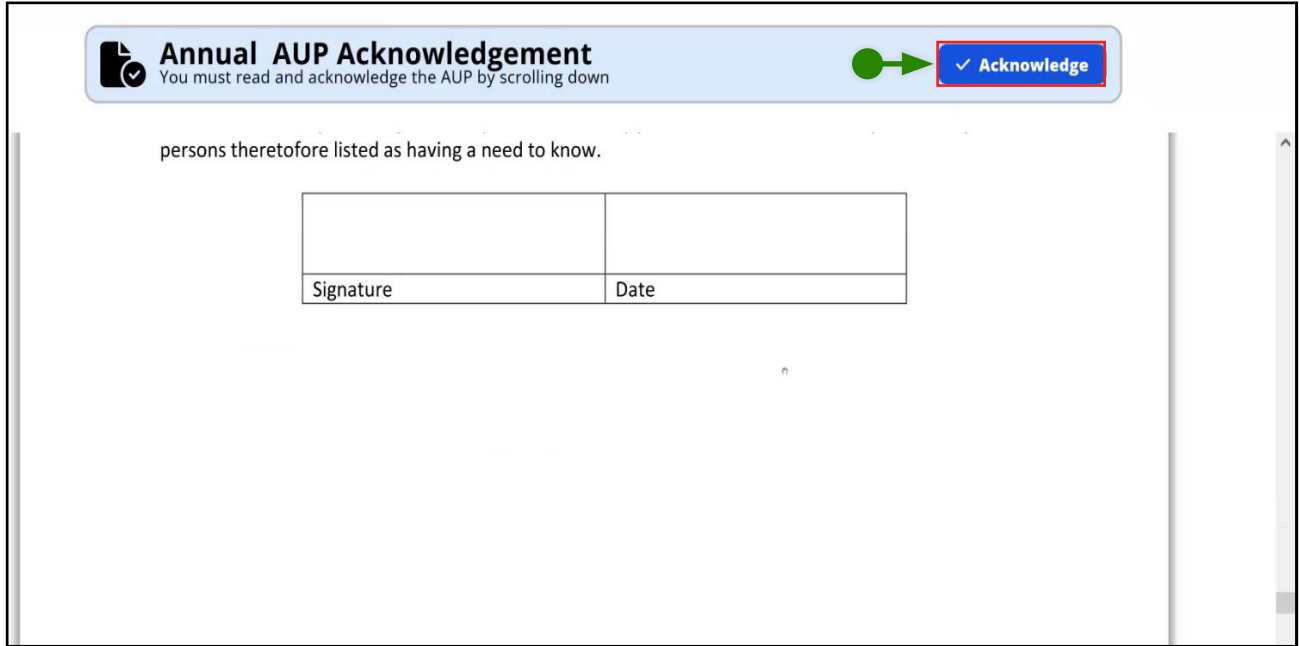 Annual AUP Acknowledgement
You must read and acknowledge the AUP by scrolling down
Acknowledge
persons theretofore listed as having a need to know.
Signature
Date